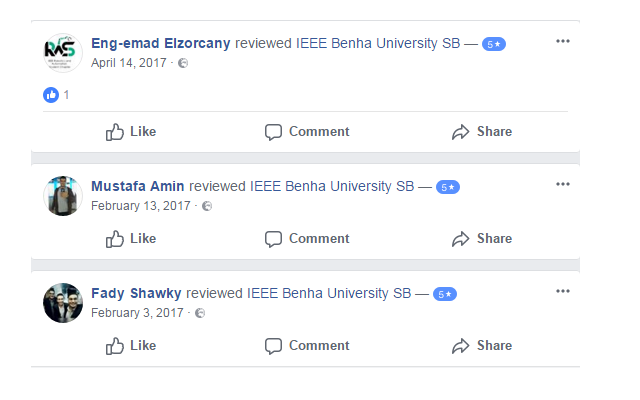 RAS
Eng-emad Elzorcany reviewed IEEE Benha University SB — 5★
April 14, 2017 ·
1
Like Comment Share
Mustafa Amin reviewed IEEE Benha University SB — 5★
February 13, 2017 ·
Like Comment Share
Fady Shawky reviewed IEEE Benha University SB — 5★
February 3, 2017 ·
Like Comment Share